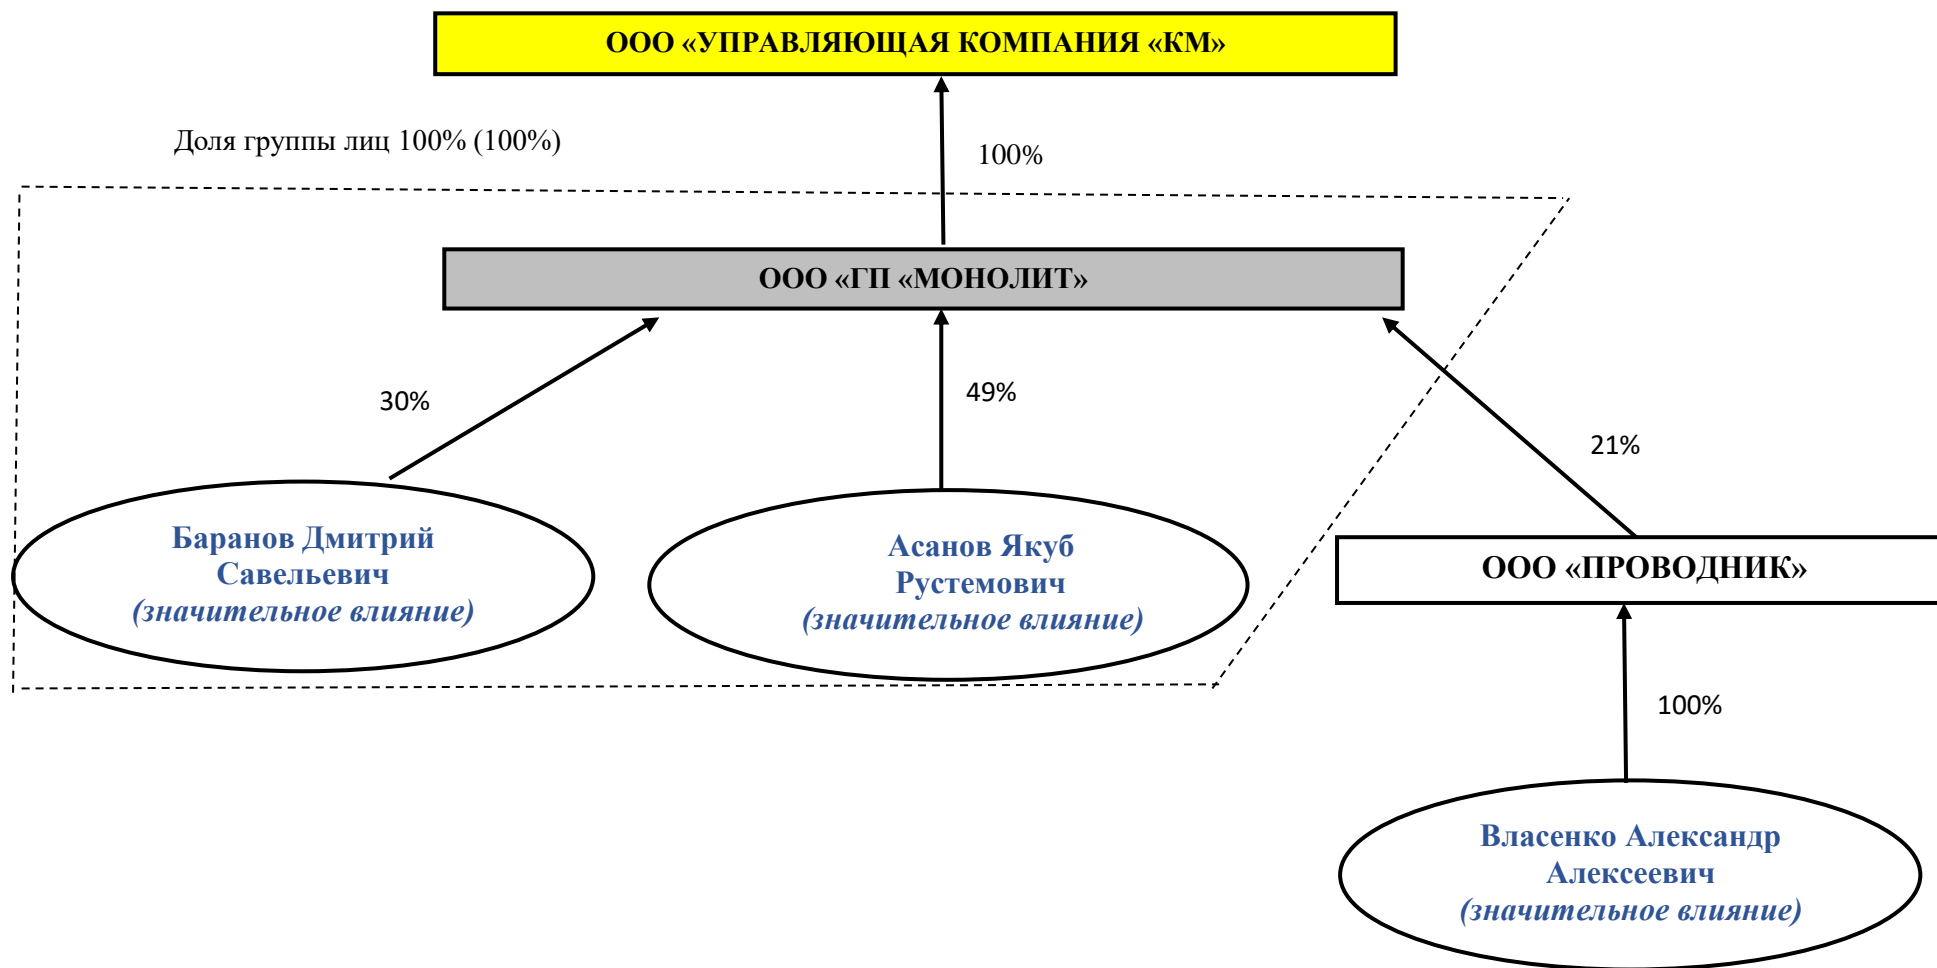 ООО «УПРАВЛЯЮЩАЯ КОМПАНИЯ «КМ»
Доля группы лиц 100% (100%)
100%
ООО «ГП «МОНОЛИТ»
30%
49%
21%
Баранов Дмитрий
Савельевич
(значительное влияние)
Асанов Якуб
Рустемович
(значительное влияние)
ООО «ПРОВОДНИК»
100%
Власенко Александр
Алексеевич
(значительное влияние)